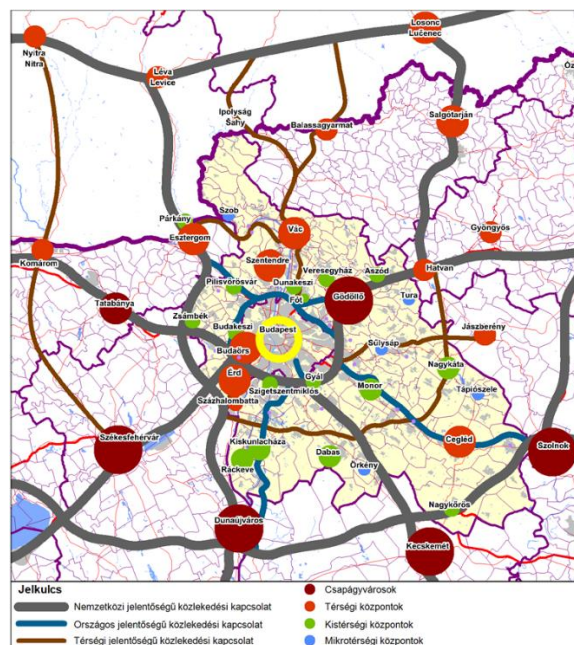 Losonc
Lučenec
Nyitra
Nitra
Léva
Levice
Ipolyság
Šahy
Balassagyarmat
Salgótarján
Párkány
Szob
Esztergom
Vác
Gyöngyös
Komárom
Szentendre
Veresegyház
Aszód
Hatvan
Pilisvörösvár
Dunakeszi
Tatabánya
Fót
Gödöllő
Tura
Zsámbék
Budakeszi
Budapest
Jászberény
Budaörs
Sülysáp
Nagykáta
Érd
Gyál
Monor
Tápiószele
Szigetszentmiklós
Százhalombatta
Székesfehérvár
Kiskunlacháza
Cegléd
Szolnok
Ráckeve
Dabas
Örkény
Nagykőrös
Dunaújváros
Kecskemét
Jelkulcs
Nemzetközi jelentőségű közlekedési kapcsolat
Országos jelentőségű közlekedési kapcsolat
Térségi jelentőségű közlekedési kapcsolat
Csapágyvárosok
Térségi központok
Kistérségi központok
Mikrotérségi központok